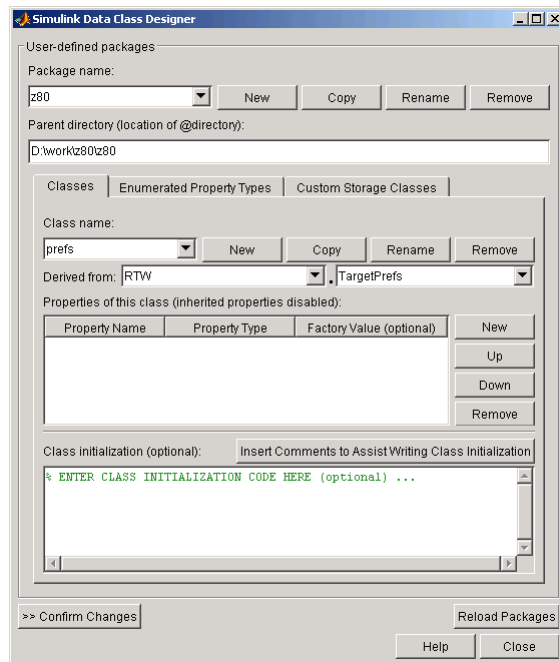 Simulink Data Class Designer
User-defined packages
Package name:
z80 New Copy Rename Remove
Parent directory (location of @directory):
D:\work\z80\z80
Classes Enumerated Property Types Custom Storage Classes
Class name:
prefs New Copy Rename Remove
Derived from: RTW . TargetPrefs
Properties of this class (inherited properties disabled):
Property Name Property Type Factory Value (optional) New
Up
Down
Remove
Class initialization (optional): Insert Comments to Assist Writing Class Initialization
% ENTER CLASS INITIALIZATION CODE HERE (optional) ...
>> Confirm Changes Reload Packages
Help Close